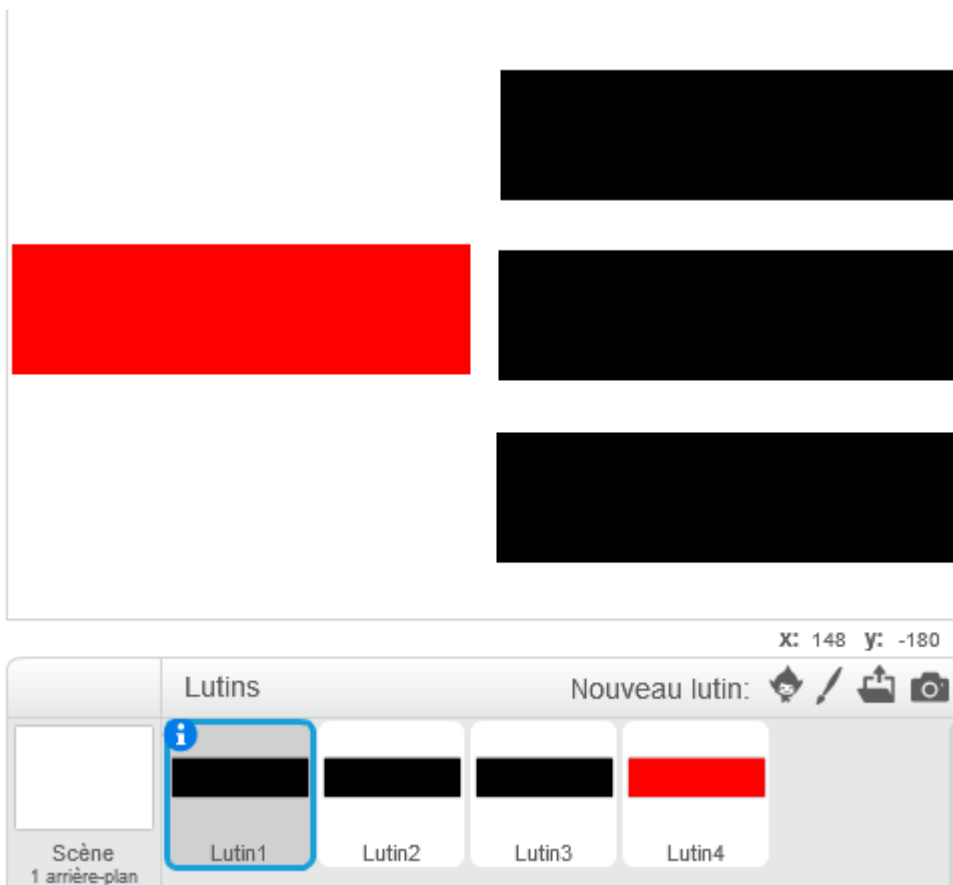 x: 148 y: -180
Lutins
Nouveau lutin:
Scène
1 arrière-plan
Lutin1
Lutin2
Lutin3
Lutin4